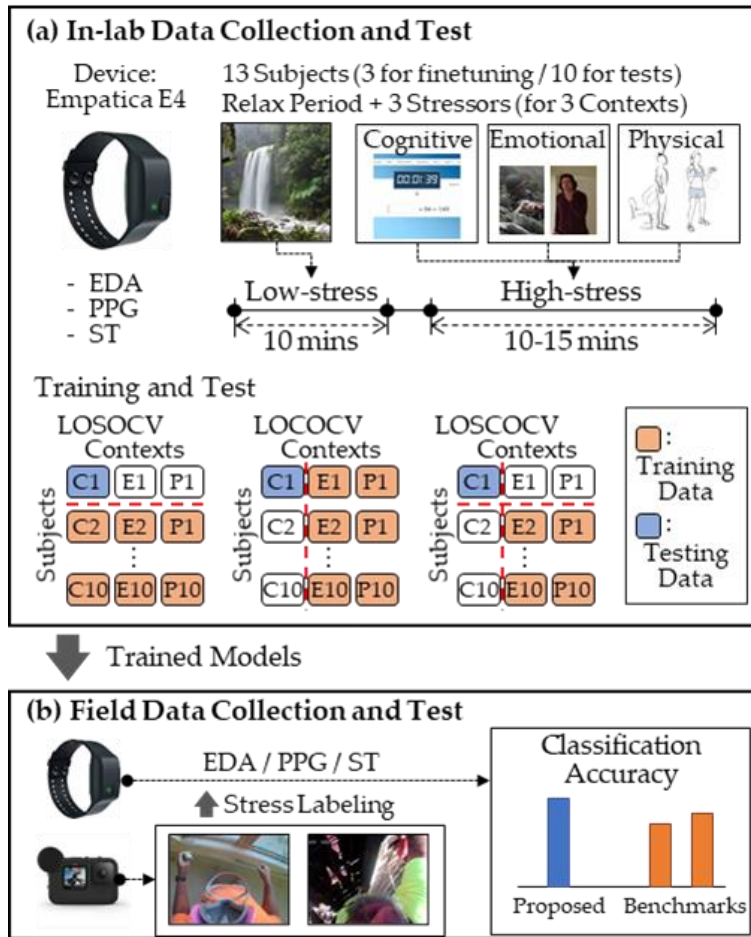 (a) In-lab Data Collection and Test
Device:
Empatica E4
13 Subjects (3 for finetuning / 10 for tests)
Relax Period + 3 Stressors (for 3 Contexts)
Cognitive
Emotional
Physical
00:01:39
- EDA
- PPG
- ST
Low-stress
High-stress
10 mins
10-15 mins
Training and Test
LOSOCV
Contexts
Subjects
C1 E1 P1
C2 E2 P1
⋮
C10 E10 P10
LOCOCV
Contexts
Subjects
C1 E1 P1
C2 E2 P1
⋮
C10 E10 P10
LOSCOCV
Contexts
Subjects
C1 E1 P1
C2 E2 P1
⋮
C10 E10 P10
:
Training
Data
:
Testing
Data
Trained Models
(b) Field Data Collection and Test
EDA / PPG / ST
Stress Labeling
Classification
Accuracy
Proposed
Benchmarks